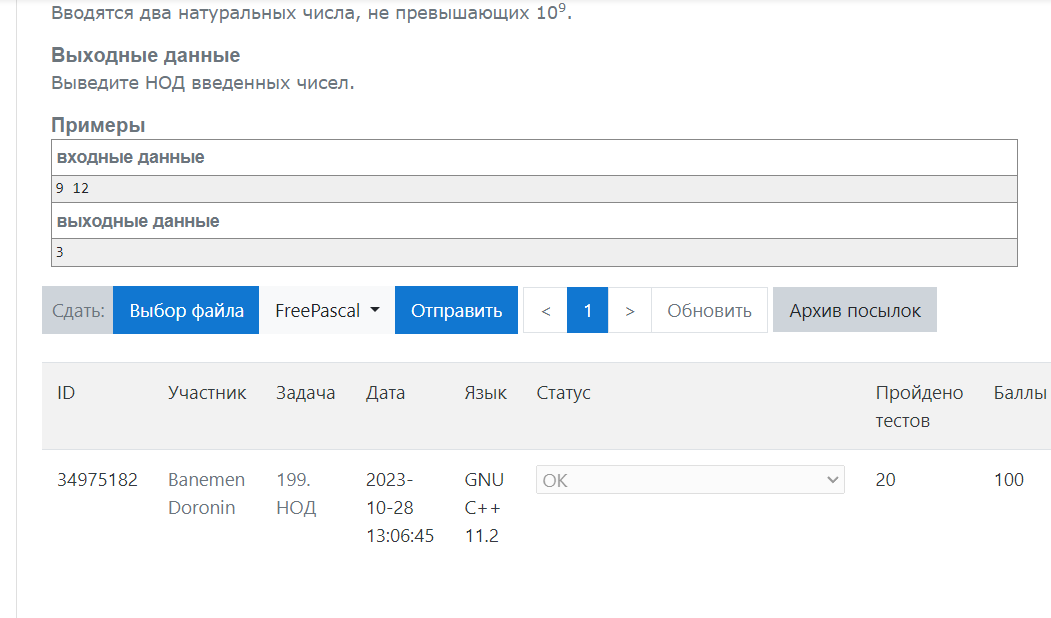 Вводятся два натуральных числа, не превышающих 10⁹.
Выходные данные
Выведите НОД введенных чисел.
Примеры
входные данные
9 12
выходные данные
3
Сдать: Выбор файла FreePascal Отправить < 1 > Обновить Архив посылок
ID Участник Задача Дата Язык Статус Пройдено Баллы
тестов
34975182 Banemen 199. 2023- GNU OK 20 100
Doronin НОД 10-28 C++
13:06:45 11.2